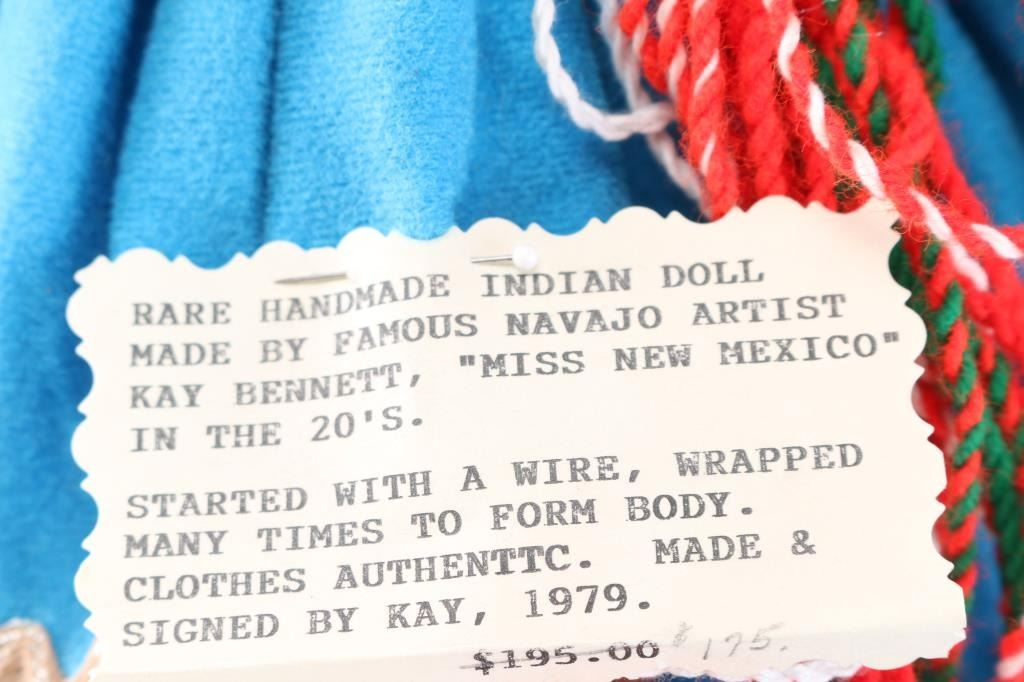 RARE HANDMADE INDIAN DOLL
MADE BY FAMOUS NAVAJO ARTIST
KAY BENNETT, "MISS NEW MEXICO"
IN THE 20'S.
STARTED WITH A WIRE, WRAPPED
MANY TIMES TO FORM BODY.
CLOTHES AUTHENTTC. MADE &
SIGNED BY KAY, 1979.
$195.00 $175.